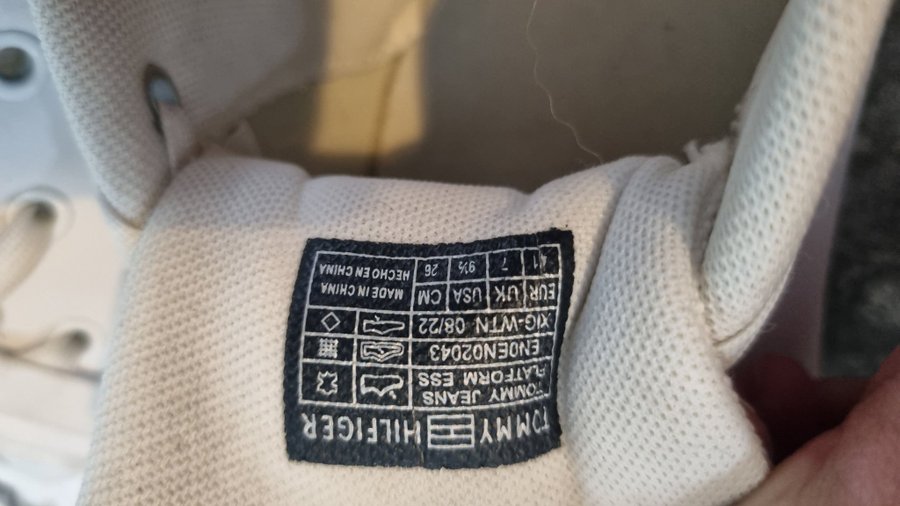 TOMMY HILFIGER
TOMMY JEANS
PLATFORM ESS
EN0EN02043
XIG-WTN 08/22
EUR UK USA CM
41 7 9½ 26
MADE IN CHINA
HECHO EN CHINA